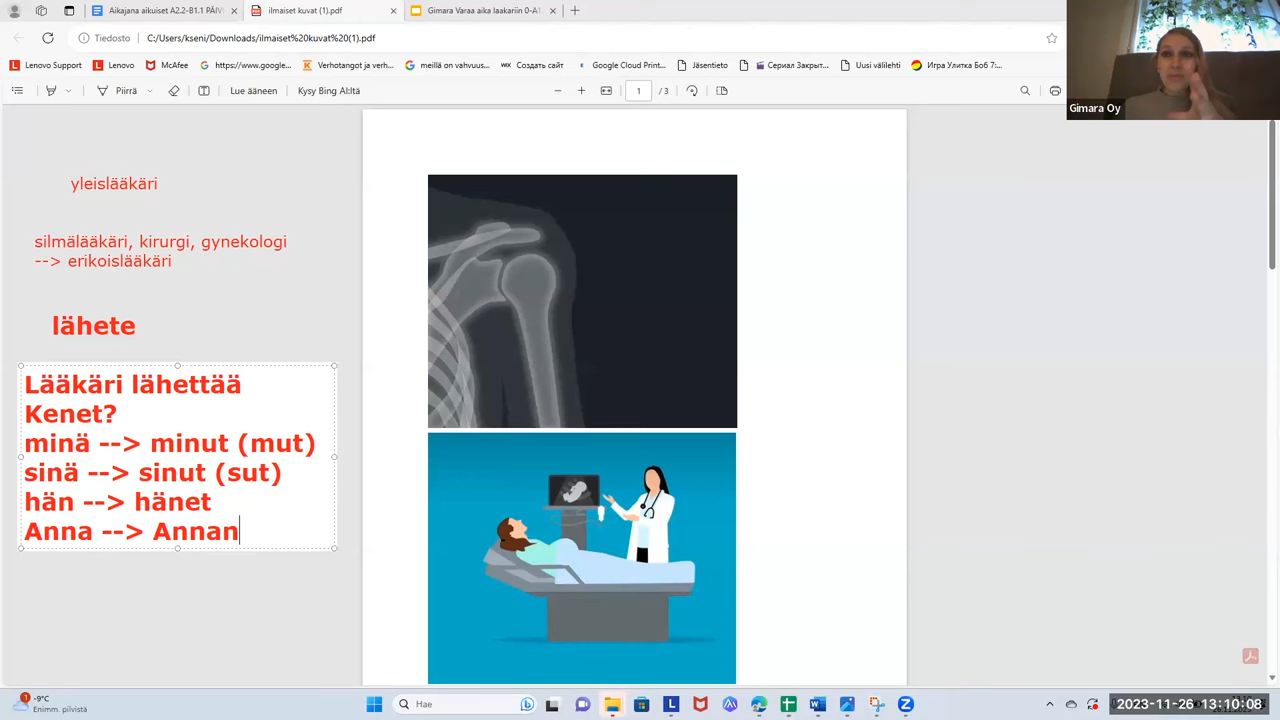 Aikajana aikuiset A2.2-B1.1 PÄIV
ilmaiset kuvat (1).pdf
Gimara Varaa aika laakariin 0-A1
Tiedosto
C:/Users/kseni/Downloads/ilmaiset%20kuvat%20(1).pdf
Lenovo Support
Lenovo
McAfee
https://www.google...
Verhotangot ja verh...
meillä on vahvuus...
WIX Создать сайт
Google Cloud Print...
Jäsentieto
Сериал Закрыт...
Uusi välilehti
Игра Улитка Боб 7:...
Piirrä
Lue ääneen
Kysy Bing AI:ltä
1 / 3
Gimara Oy
yleislääkäri
silmälääkäri, kirurgi, gynekologi
--> erikoislääkäri
lähete
Lääkäri lähettää
Kenet?
minä --> minut (mut)
sinä --> sinut (sut)
hän --> hänet
Anna --> Annan
1
-9°C
Enimm. pilvistä
Hae
2023-11-26 13:10:08